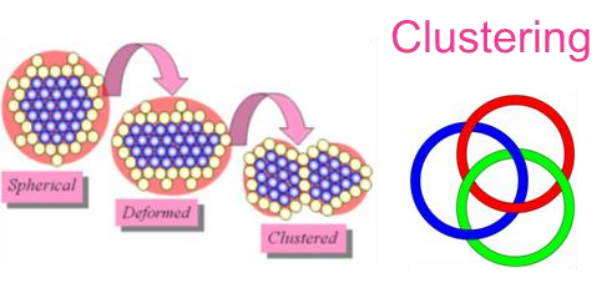 Clustering
Spherical
Deformed
Clustered